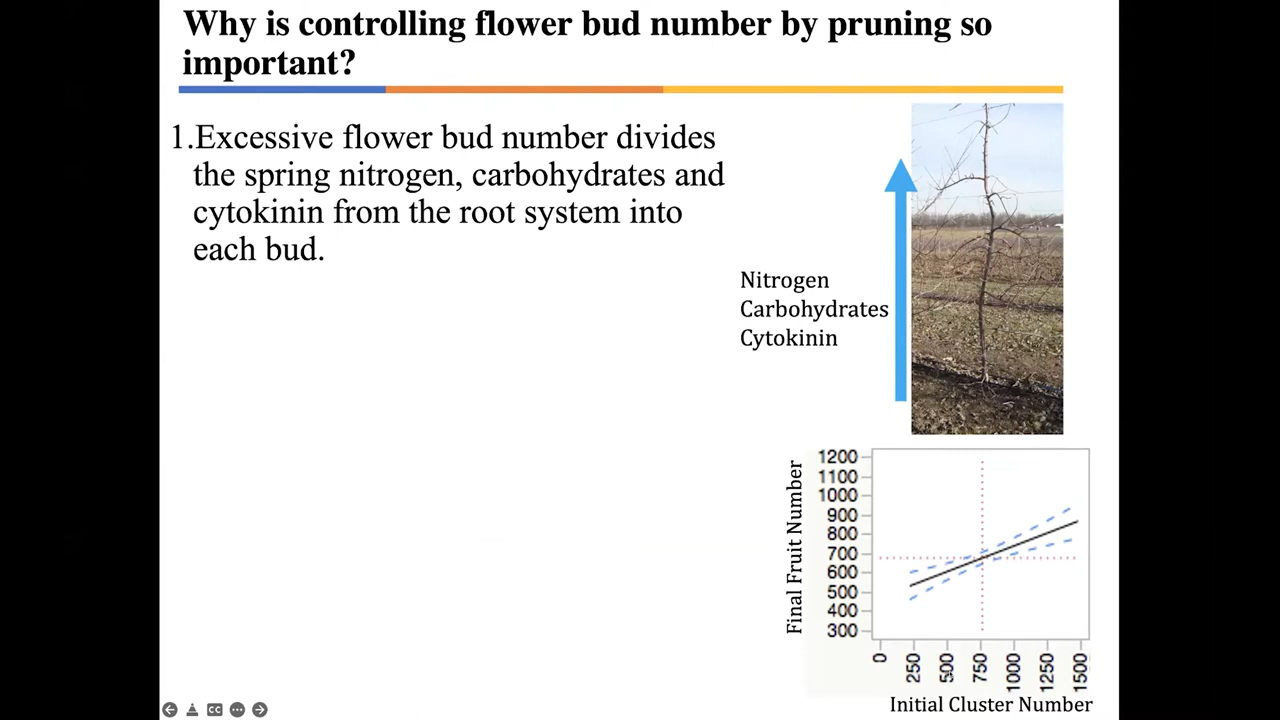 Why is controlling flower bud number by pruning so
important?
1.Excessive flower bud number divides
the spring nitrogen, carbohydrates and
cytokinin from the root system into
each bud.
Nitrogen
Carbohydrates
Cytokinin
Final Fruit Number
1200
1100
1000
900
800
700
600
500
400
300
0
250
500
750
1000
1250
1500
Initial Cluster Number
CC